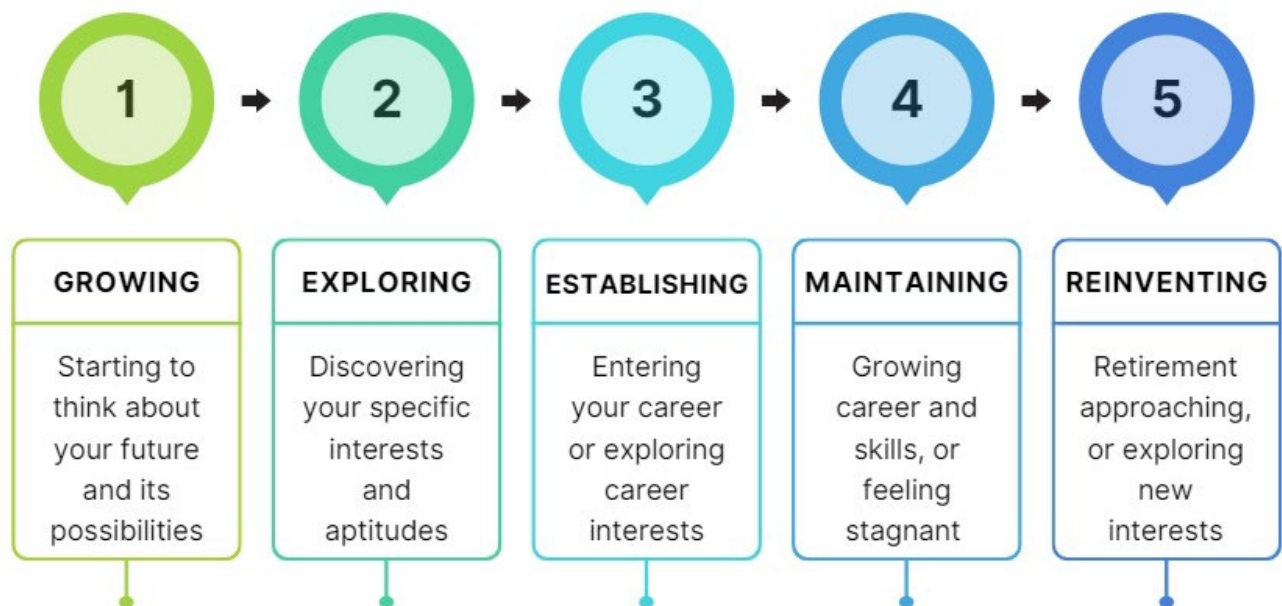 1
2
3
4
5
GROWING
Starting to
think about
your future
and its
possibilities
EXPLORING
Discovering
your specific
interests
and
aptitudes
ESTABLISHING
Entering
your career
or exploring
career
interests
MAINTAINING
Growing
career and
skills, or
feeling
stagnant
REINVENTING
Retirement
approaching,
or exploring
new
interests